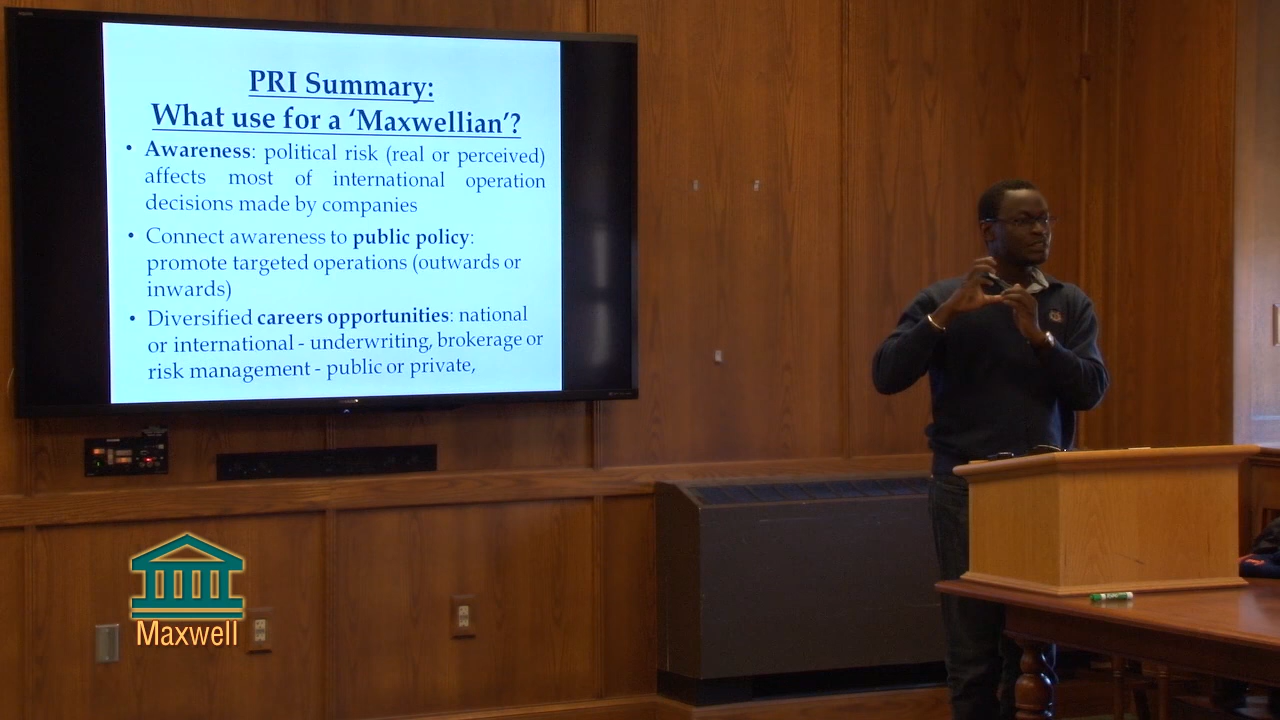 PRI Summary:
What use for a ‘Maxwellian’?
• Awareness: political risk (real or perceived)
affects most of international operation
decisions made by companies
• Connect awareness to public policy:
promote targeted operations (outwards or
inwards)
• Diversified careers opportunities: national
or international - underwriting, brokerage or
risk management - public or private,
Maxwell